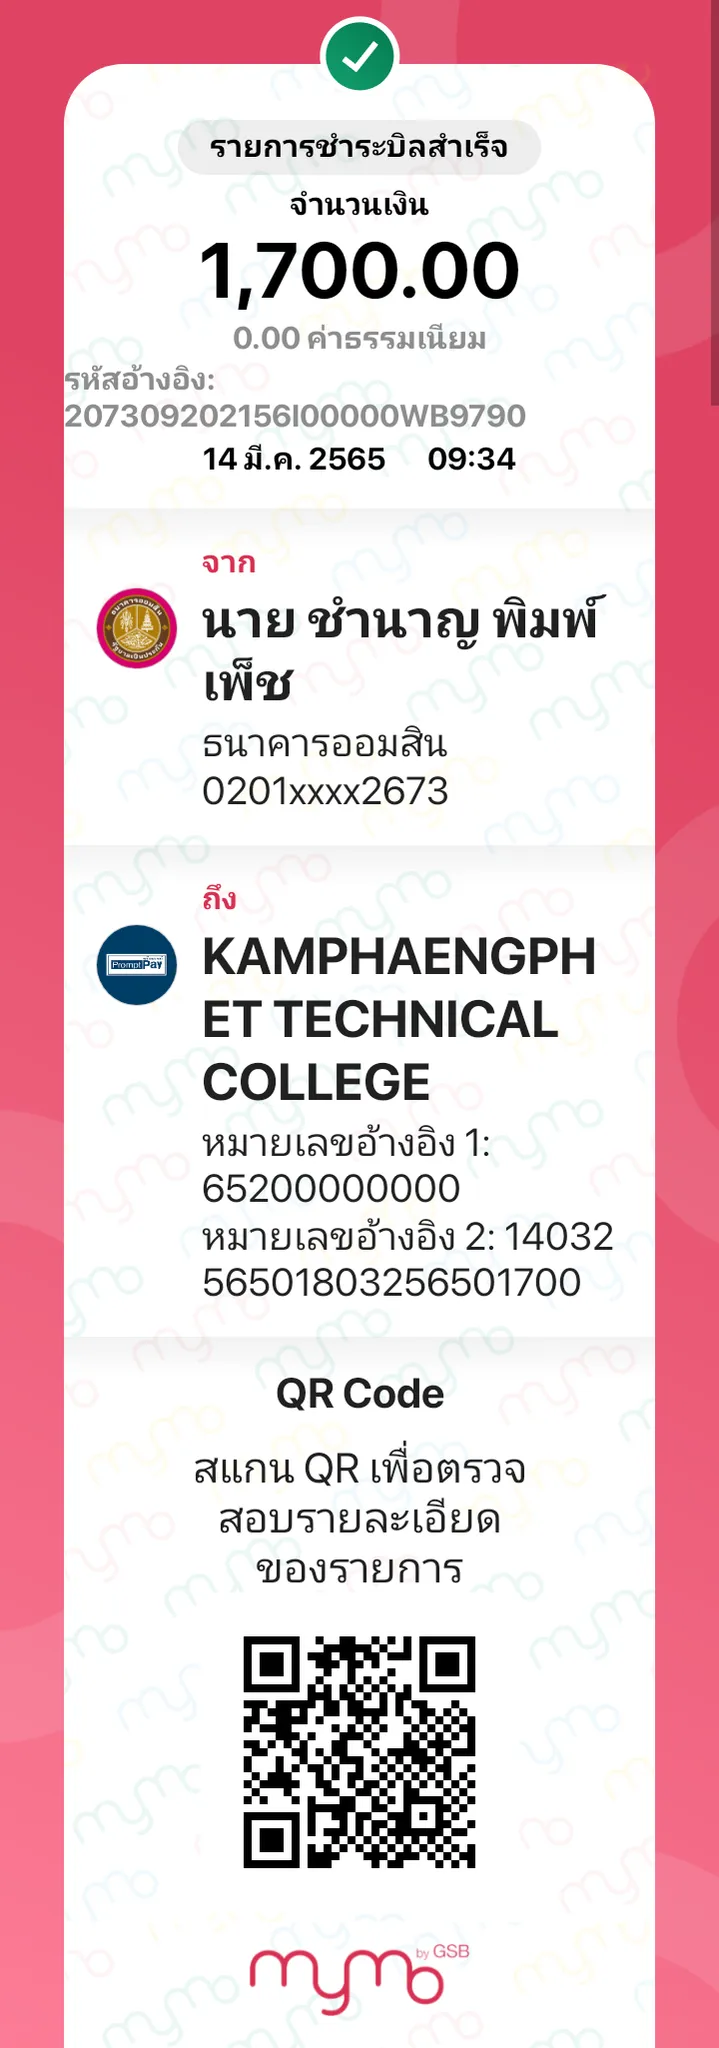 รายการชำระบิลสำเร็จ
จำนวนเงิน
1,700.00
0.00 ค่าธรรมเนียม
รหัสอ้างอิง:
207309202156I00000WB9790
14 มี.ค. 2565 09:34
จาก
นาย ชำนาญ พิมพ์
เพ็ช
ธนาคารออมสิน
0201xxxx2673
ถึง
PromptPay
KAMPHAENGPH
ET TECHNICAL
COLLEGE
หมายเลขอ้างอิง 1:
65200000000
หมายเลขอ้างอิง 2: 14032
56501803256501700
QR Code
สแกน QR เพื่อตรวจ
สอบรายละเอียด
ของรายการ
mymo by GSB